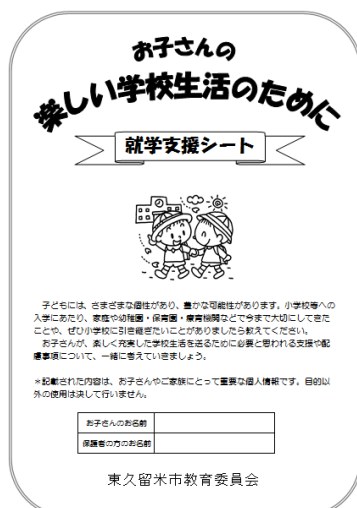 お子さんの
楽しい学校生活のために
就学支援シート
子どもには、さまざまな個性があり、豊かな可能性があります。小学校等への
入学にあたり、家庭や幼稚園・保育園・療育機関などで今まで大切にしてきた
ことや、ぜひ小学校に引き継ぎたいことがありましたら教えてください。
お子さんが、楽しく充実した学校生活を送るために必要と思われる支援や配
慮事項について、一緒に考えていきましょう。
＊記載された内容は、お子さんやご家族にとって重要な個人情報です。目的以
外の使用は決して行いません。
お子さんのお名前
保護者の方のお名前
東久留米市教育委員会